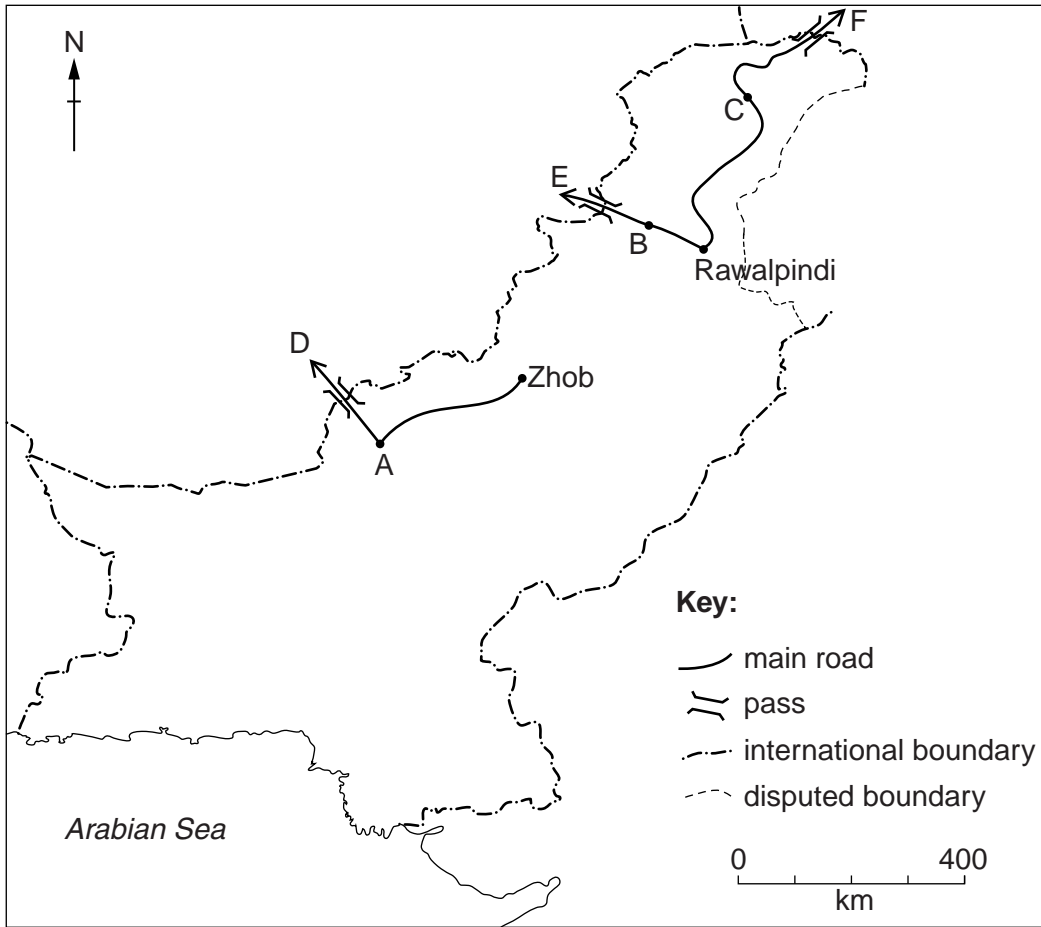 N
F
C
E
B
Rawalpindi
D
Zhob
A
Key:
main road
pass
international boundary
disputed boundary
Arabian Sea
0 400
km